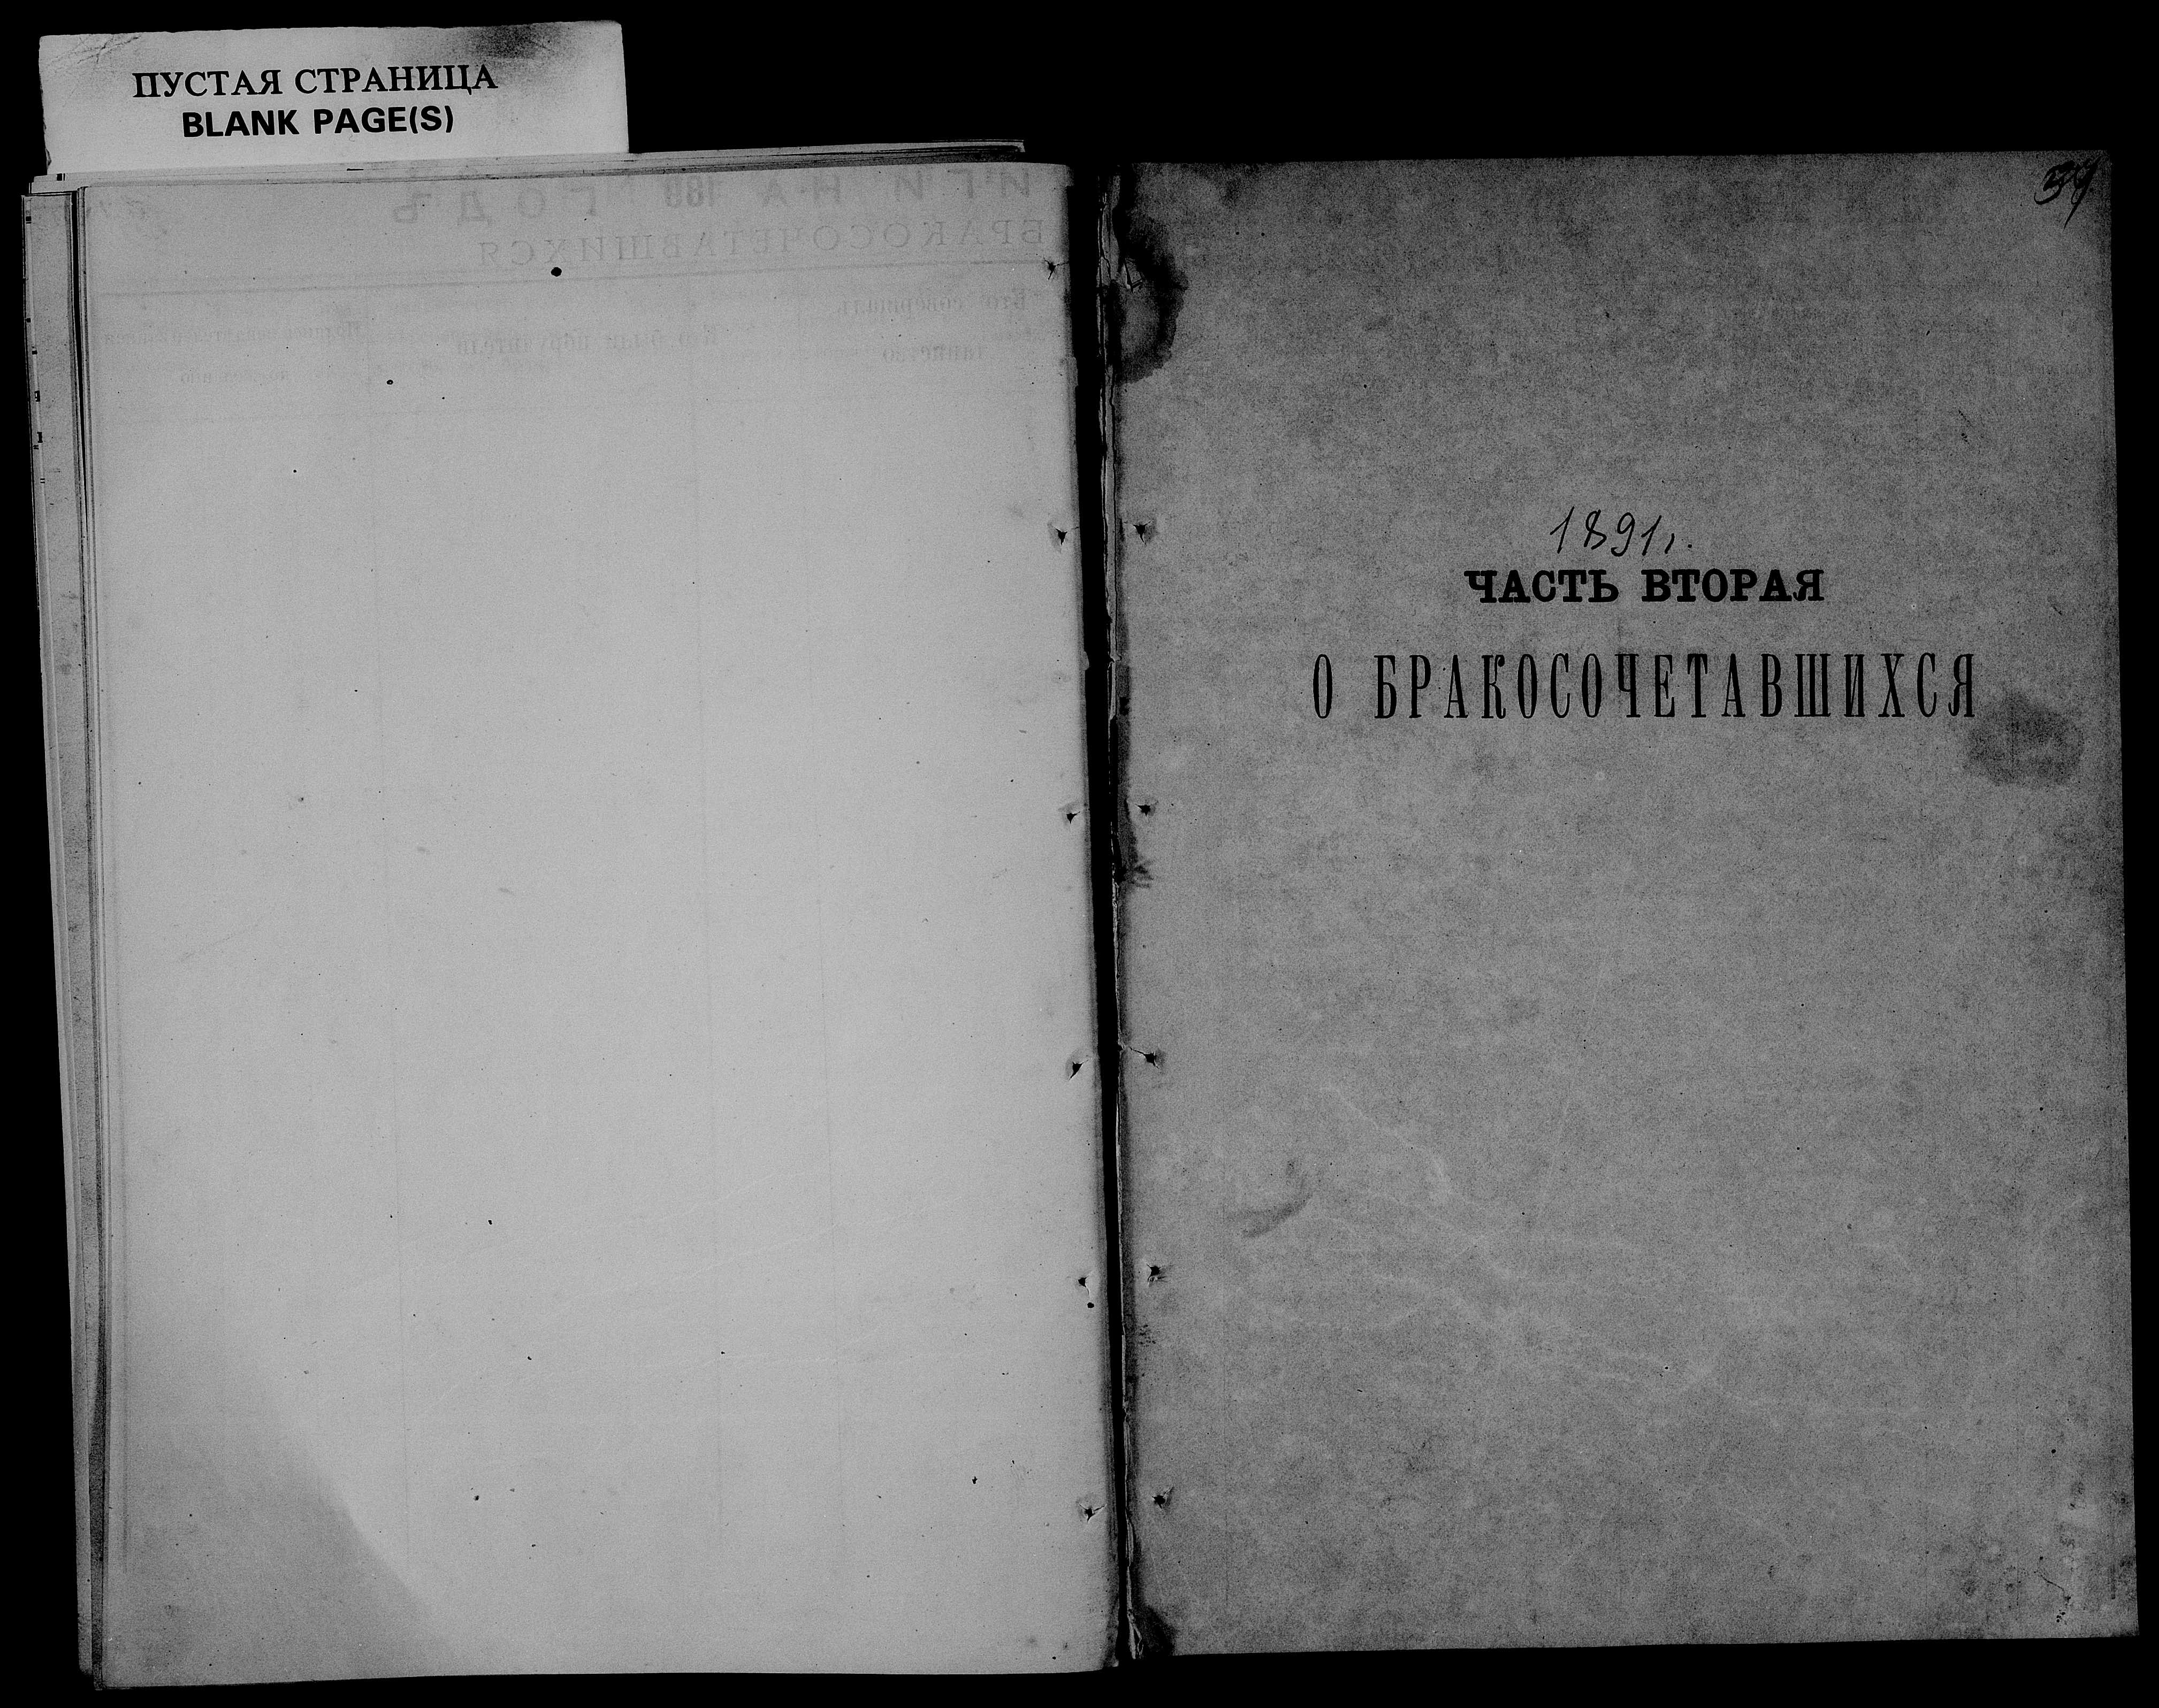 ПУСТАЯ СТРАНИЦА
BLANK PAGE(S)
1891 г.
ЧАСТЬ ВТОРАЯ
О БРАКОСОЧЕТАВШИХСЯ